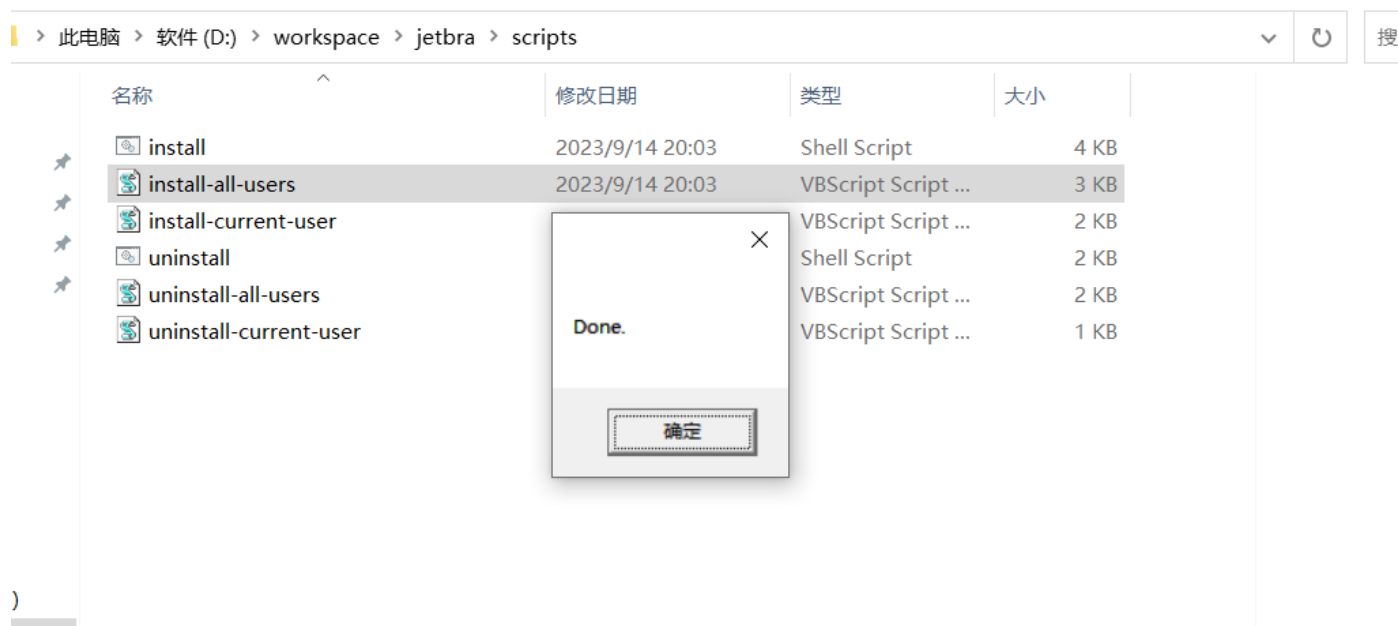 此电脑 > 软件 (D:) > workspace > jetbra > scripts 搜
名称 修改日期 类型 大小
install 2023/9/14 20:03 Shell Script 4 KB
install-all-users 2023/9/14 20:03 VBScript Script ... 3 KB
install-current-user VBScript Script ... 2 KB
uninstall Shell Script 2 KB
uninstall-all-users VBScript Script ... 2 KB
uninstall-current-user VBScript Script ... 1 KB
Done.
确定
)